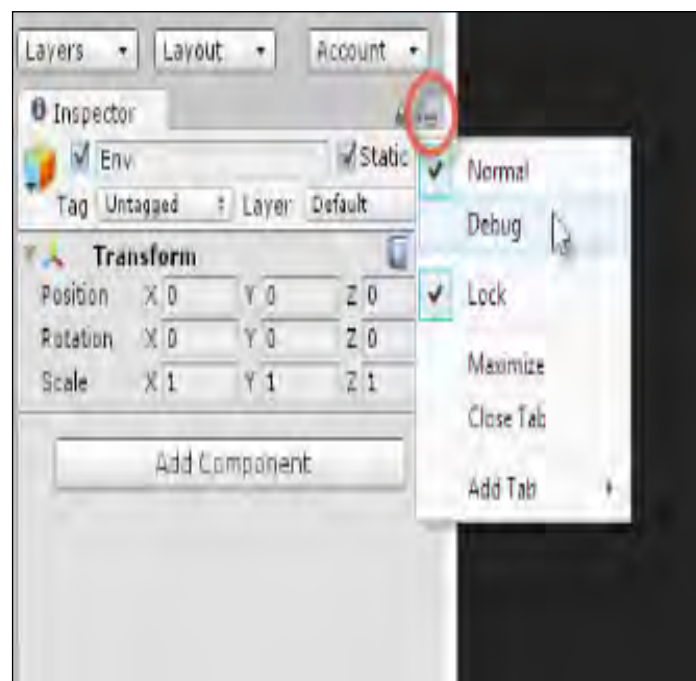 Layers Layout Account
Inspector
Env Static
Tag Untagged Layer Default
Transform
Position X 0 Y 0 Z 0
Rotation X 0 Y 0 Z 0
Scale X 1 Y 1 Z 1
Add Component
Normal
Debug
Lock
Maximize
Close Tab
Add Tab